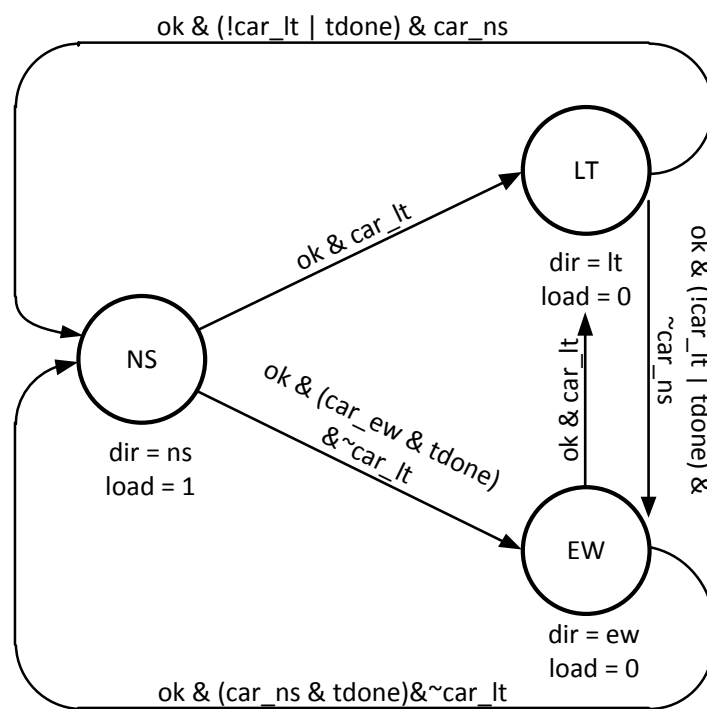 ok & (!car_lt | tdone) & car_ns
LT
ok & car_lt
dir = lt
load = 0
ok & (!car_lt | tdone) &
~car_ns
NS
dir = ns
load = 1
ok & (car_ew & tdone)
&~car_lt
ok & car_lt
EW
dir = ew
load = 0
ok & (car_ns & tdone)&~car_lt